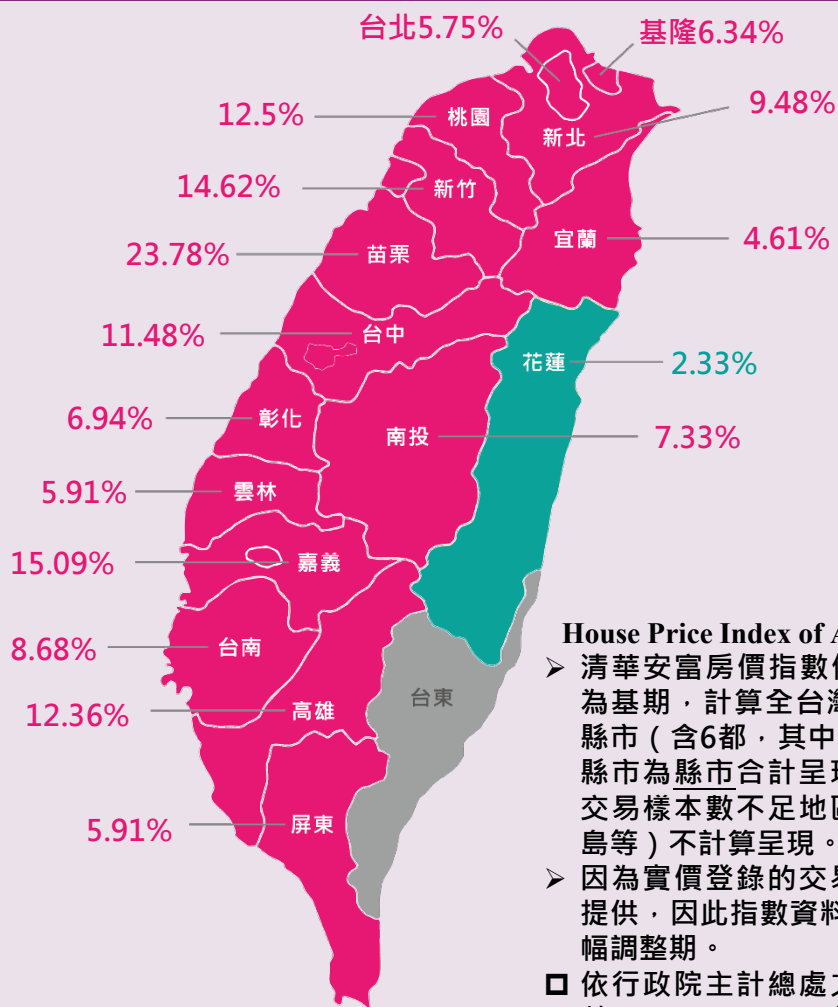 台北5.75%
基隆6.34%
12.5%
桃園
新北
9.48%
14.62%
新竹
23.78%
苗栗
宜蘭
4.61%
11.48%
台中
花蓮
2.33%
6.94%
彰化
南投
7.33%
5.91%
雲林
15.09%
嘉義
8.68%
台南
12.36%
高雄
台東
5.91%
屏東
House Price Index of
➢ 清華安富房價指數
為基期，計算全台灣
縣市（含6都，其中
縣市為縣市合計呈現
交易樣本數不足地區
島等）不計算呈現。
➢ 因為實價登錄的交易
提供，因此指數資料
幅調整期。
❑ 依行政院主計總處